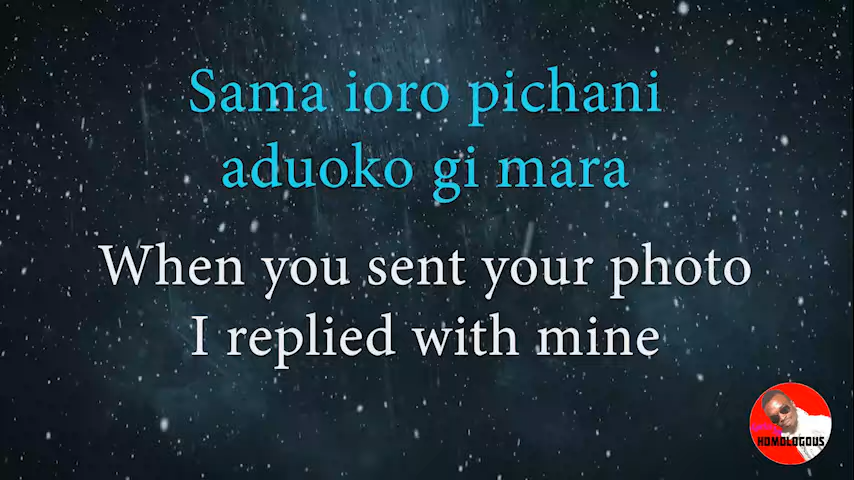 Sama ioro pichani
aduoko gi mara
When you sent your photo
I replied with mine
HOMOLOGOUS